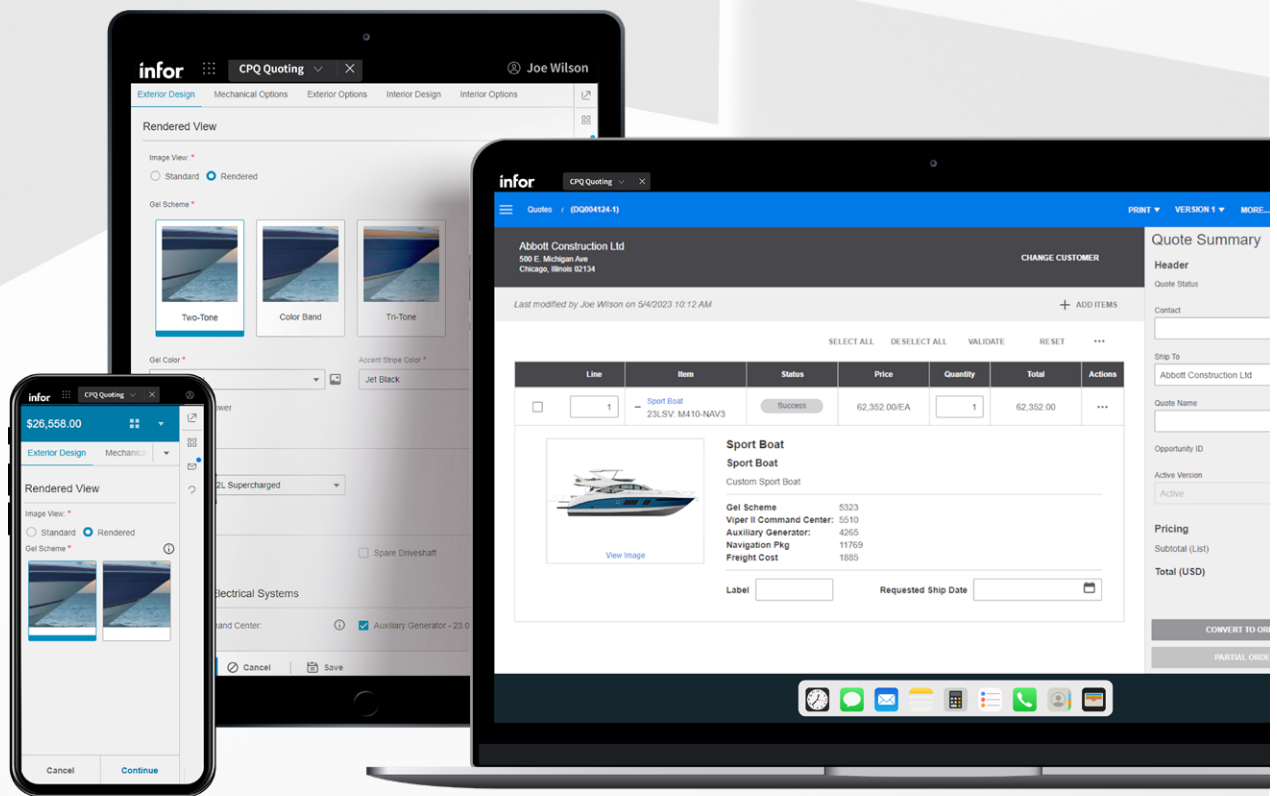 infor
CPQ Quoting
Joe Wilson
Exterior Design Mechanical Options Exterior Options Interior Design Interior Options
Rendered View
Image View: *
Standard Rendered
Gel Scheme *
Two-Tone Color Band Tri-Tone
Gel Color * Accent Stripe Color *
Jet Black
2L Supercharged
Spare Driveshaft
Electrical Systems
Center: Auxiliary Generator - 23.0
Cancel Save
infor
CPQ Quoting
$26,558.00
Exterior Design Mechanica
Rendered View
Image View: *
Standard Rendered
Gel Scheme *
Cancel Continue
infor
CPQ Quoting
Quotes / (DQ004124-1) PRINT VERSION 1 MORE...
Abbott Construction Ltd
500 E. Michigan Ave
Chicago, Illinois 02134
CHANGE CUSTOMER
Last modified by Joe Wilson on 5/4/2023 10:12 AM
ADD ITEMS
SELECT ALL DESELECT ALL VALIDATE RESET
Line Item Status Price Quantity Total Actions
1 Sport Boat Success 62,352.00/EA 1 62,352.00
23LSV: M410-NAV3
View Image
Sport Boat
Sport Boat
Custom Sport Boat
Gel Scheme 5323
Viper II Command Center: 5510
Auxiliary Generator: 4265
Navigation Pkg 11769
Freight Cost 1885
Label Requested Ship Date
Quote Summary
Header
Quote Status
Contact
Ship To
Abbott Construction Ltd
Quote Name
Opportunity ID
Active Version
Active
Pricing
Subtotal (List)
Total (USD)
CONVERT TO OR
PARTIAL ORDE